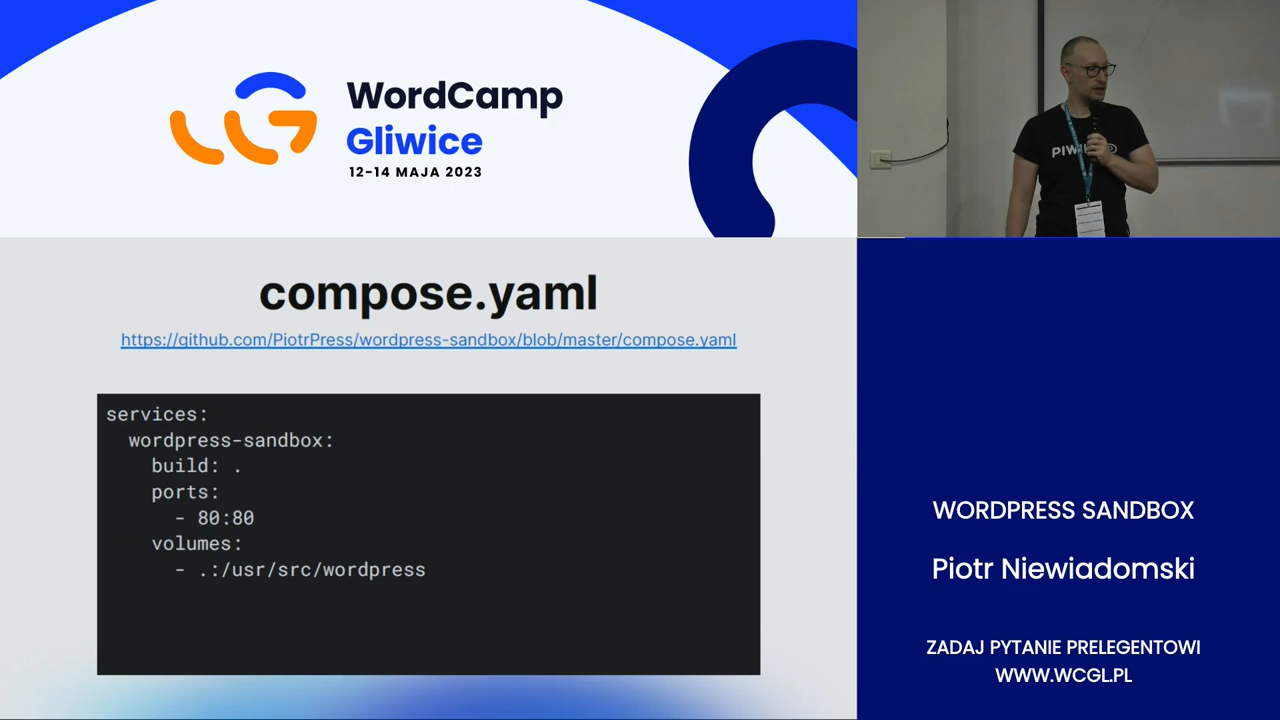 WordCamp
Gliwice
12-14 MAJA 2023
compose.yaml
https://github.com/PiotrPress/wordpress-sandbox/blob/master/compose.yaml
services:
  wordpress-sandbox:
    build: .
    ports:
      - 80:80
    volumes:
      - .:/usr/src/wordpress
WORDPRESS SANDBOX
Piotr Niewiadomski
ZADAJ PYTANIE PRELEGENTOWI
WWW.WCGL.PL